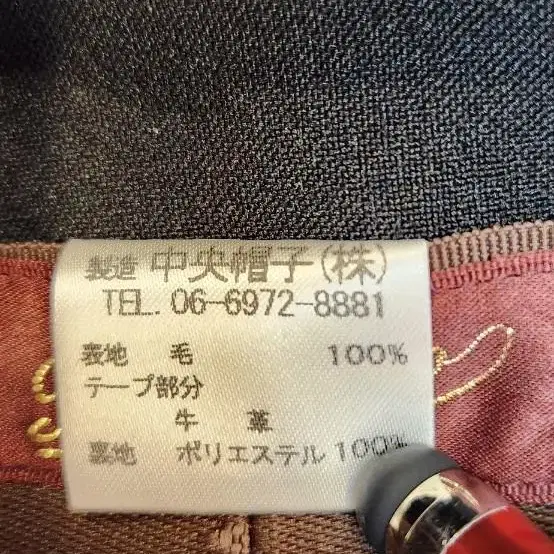 製造 中央帽子(株)
TEL. 06-6972-8881
表地 毛 100%
テープ部分
牛 革
裏地 ポリエステル 100%